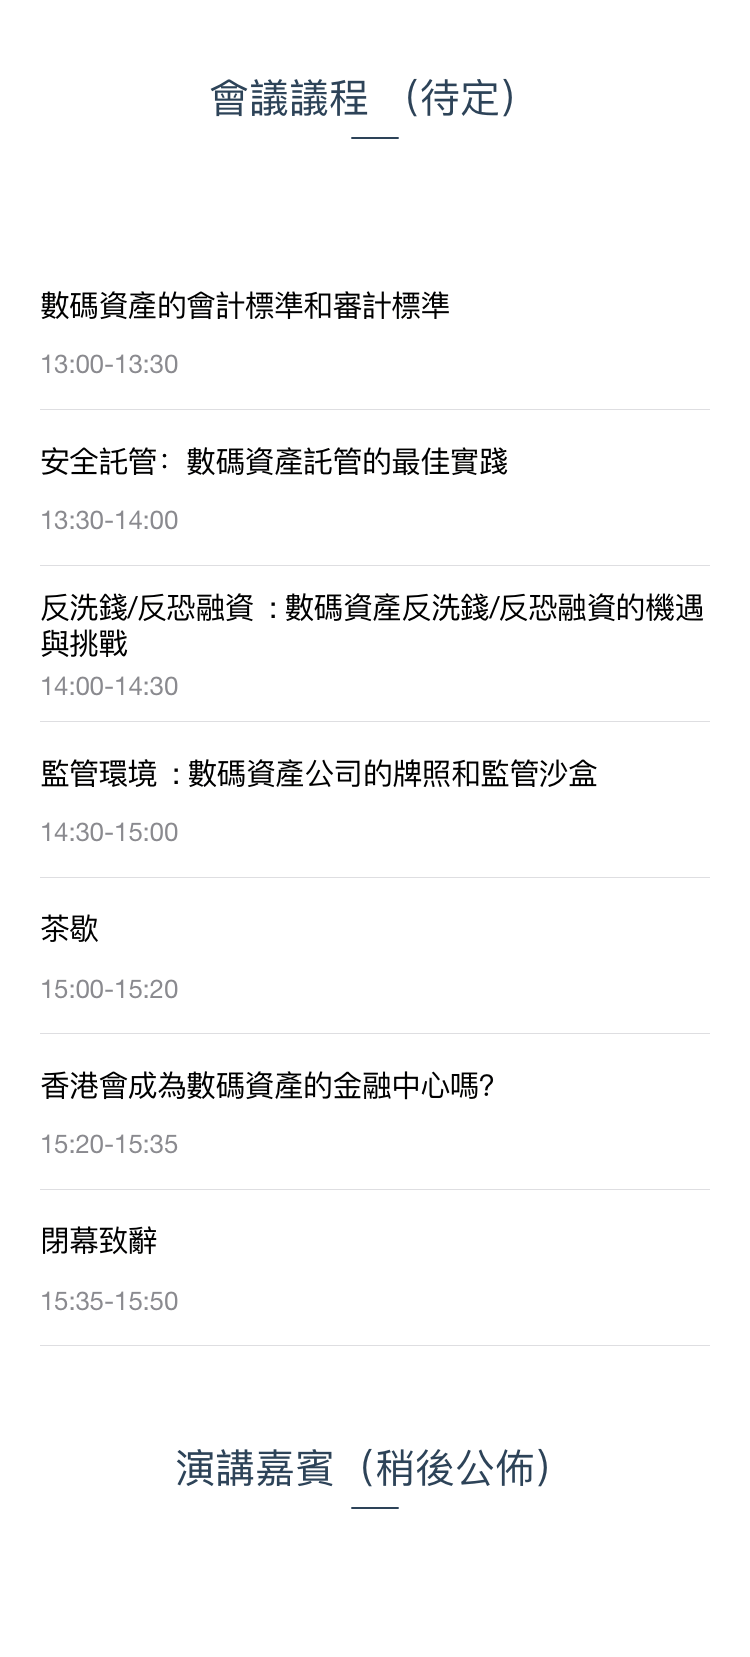 會議議程 （待定）
數碼資產的會計標準和審計標準
13:00-13:30
安全託管：數碼資產託管的最佳實踐
13:30-14:00
反洗錢/反恐融資 ：數碼資產反洗錢/反恐融資的機遇
與挑戰
14:00-14:30
監管環境 ：數碼資產公司的牌照和監管沙盒
14:30-15:00
茶歇
15:00-15:20
香港會成為數碼資產的金融中心嗎？
15:20-15:35
閉幕致辭
15:35-15:50
演講嘉賓（稍後公佈）